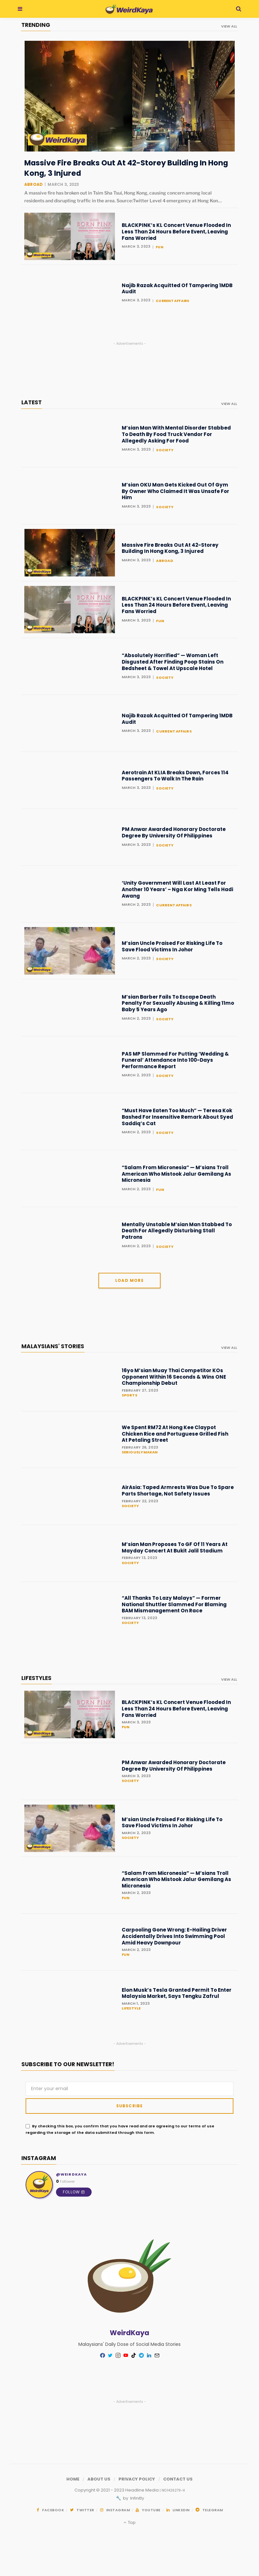 WeirdKaya
TRENDING
VIEW ALL
WeirdKaya
Massive Fire Breaks Out At 42-Storey Building In Hong
Kong, 3 Injured
ABROAD / MARCH 3, 2023
A massive fire has broken out in Tsim Sha Tsui, Hong Kong, causing concern among local
residents and disrupting traffic in the area. Source:Twitter Level 4 emergency at Hong Kon...
BORN PINK
BLACKPINK's KL Concert Venue Flooded In
Less Than 24 Hours Before Event, Leaving
Fans Worried
MARCH 3, 2023 | FUN
Najib Razak Acquitted Of Tampering 1MDB
Audit
MARCH 3, 2023 | CURRENT AFFAIRS
- Advertisements -
LATEST
VIEW ALL
M'sian Man With Mental Disorder Stabbed
To Death By Food Truck Vendor For
Allegedly Asking For Food
MARCH 3, 2023 | SOCIETY
M'sian OKU Man Gets Kicked Out Of Gym
By Owner Who Claimed It Was Unsafe For
Him
MARCH 3, 2023 | SOCIETY
Massive Fire Breaks Out At 42-Storey
Building In Hong Kong, 3 Injured
MARCH 3, 2023 | ABROAD
BORN PINK
BLACKPINK's KL Concert Venue Flooded In
Less Than 24 Hours Before Event, Leaving
Fans Worried
MARCH 3, 2023 | FUN
"Absolutely Horrified" — Woman Left
Disgusted After Finding Poop Stains On
Bedsheet & Towel At Upscale Hotel
MARCH 3, 2023 | SOCIETY
Najib Razak Acquitted Of Tampering 1MDB
Audit
MARCH 3, 2023 | CURRENT AFFAIRS
Aerotrain At KLIA Breaks Down, Forces 114
Passengers To Walk In The Rain
MARCH 3, 2023 | SOCIETY
PM Anwar Awarded Honorary Doctorate
Degree By University Of Philippines
MARCH 3, 2023 | SOCIETY
'Unity Government Will Last At Least For
Another 10 Years' – Nga Kor Ming Tells Hadi
Awang
MARCH 2, 2023 | CURRENT AFFAIRS
WeirdKaya
M'sian Uncle Praised For Risking Life To
Save Flood Victims In Johor
MARCH 2, 2023 | SOCIETY
M'sian Barber Fails To Escape Death
Penalty For Sexually Abusing & Killing 11mo
Baby 5 Years Ago
MARCH 2, 2023 | SOCIETY
PAS MP Slammed For Putting 'Wedding &
Funeral' Attendance Into 100-Days
Performance Report
MARCH 2, 2023 | SOCIETY
"Must Have Eaten Too Much" — Teresa Kok
Bashed For Insensitive Remark About Syed
Saddiq's Cat
MARCH 2, 2023 | SOCIETY
"Salam From Micronesia" — M'sians Troll
American Who Mistook Jalur Gemilang As
Micronesia
MARCH 2, 2023 | FUN
Mentally Unstable M'sian Man Stabbed To
Death For Allegedly Disturbing Stall
Patrons
MARCH 2, 2023 | SOCIETY
LOAD MORE
MALAYSIANS' STORIES
VIEW ALL
16yo M'sian Muay Thai Competitor KOs
Opponent Within 16 Seconds & Wins ONE
Championship Debut
FEBRUARY 27, 2023
SPORTS
We Spent RM72 At Hong Kee Claypot
Chicken Rice and Portuguese Grilled Fish
At Petaling Street
AirAsia: Taped Armrests Was Due To Spare
Parts Shortage, Not Safety Issues
SOCIETY
M'sian Man Proposes To GF Of 11 Years At
Mayday Concert At Bukit Jalil Stadium
SOCIETY
"All Thanks To Lazy Malays" — Former
National Shuttler Slammed For Blaming
BAM Mismanagement On Race
SOCIETY
LIFESTYLES
VIEW ALL
BORN PINK
BLACKPINK's KL Concert Venue Flooded In
Less Than 24 Hours Before Event, Leaving
Fans Worried
MARCH 3, 2023
FUN
PM Anwar Awarded Honorary Doctorate
Degree By University Of Philippines
MARCH 3, 2023
SOCIETY
WeirdKaya
M'sian Uncle Praised For Risking Life To
Save Flood Victims In Johor
MARCH 2, 2023
SOCIETY
"Salam From Micronesia" — M'sians Troll
American Who Mistook Jalur Gemilang As
Micronesia
MARCH 2, 2023
FUN
Carpooling Gone Wrong: E-Hailing Driver
Accidentally Drives Into Swimming Pool
Amid Heavy Downpour
MARCH 2, 2023
FUN
Elon Musk's Tesla Granted Permit To Enter
Malaysia Market, Says Tengku Zafrul
MARCH 1, 2023
LIFESTYLE
- Advertisements -
SUBSCRIBE TO OUR NEWSLETTER!
Enter your email
SUBSCRIBE
By checking this box, you confirm that you have read and are agreeing to our terms of use
regarding the storage of the data submitted through this form.
INSTAGRAM
WeirdKaya
@WEIRDKAYA
0 Followers
FOLLOW
WeirdKaya
Malaysians' Daily Dose of Social Media Stories
- Advertisements -
HOME / ABOUT US / PRIVACY POLICY / CONTACT US
FACEBOOK TWITTER INSTAGRAM YOUTUBE LINKEDIN TELEGRAM
Top